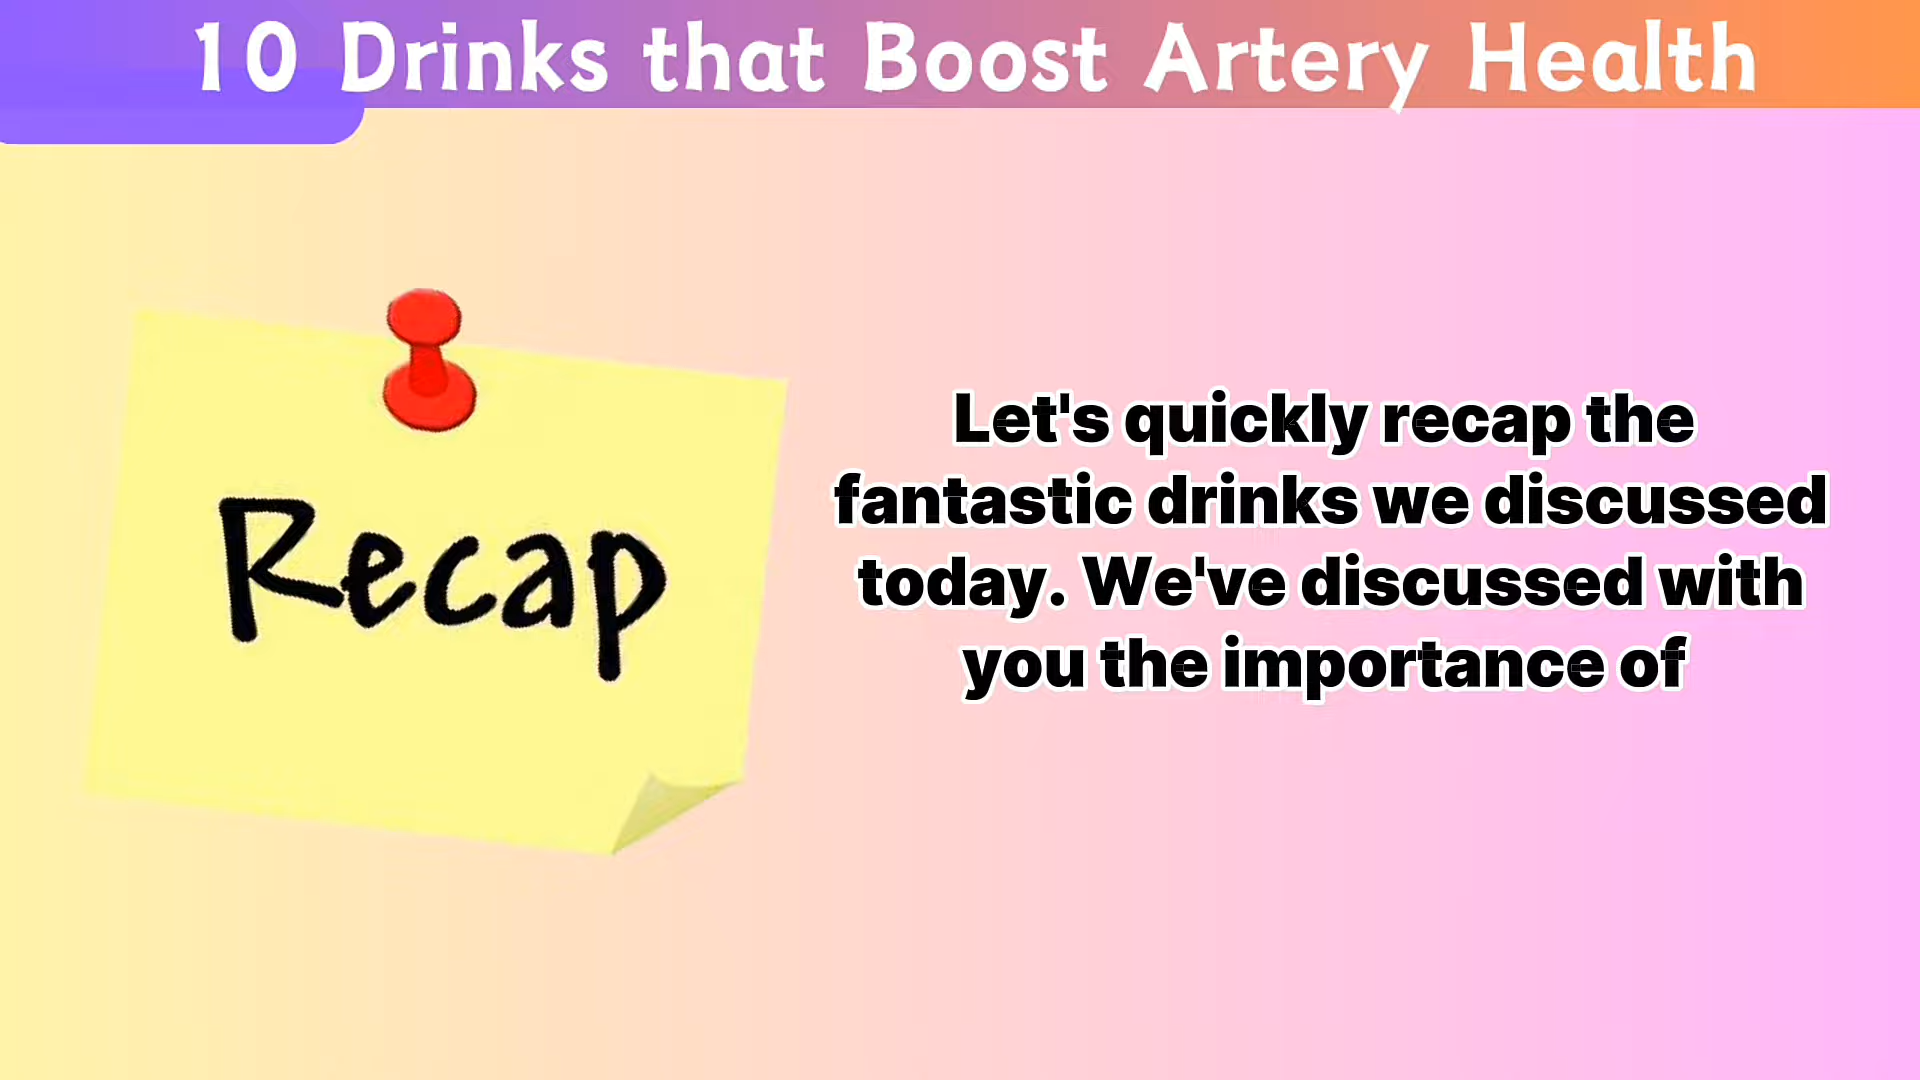 10 Drinks that Boost Artery Health
Recap
Let's quickly recap the
fantastic drinks we discussed
today. We've discussed with
you the importance of